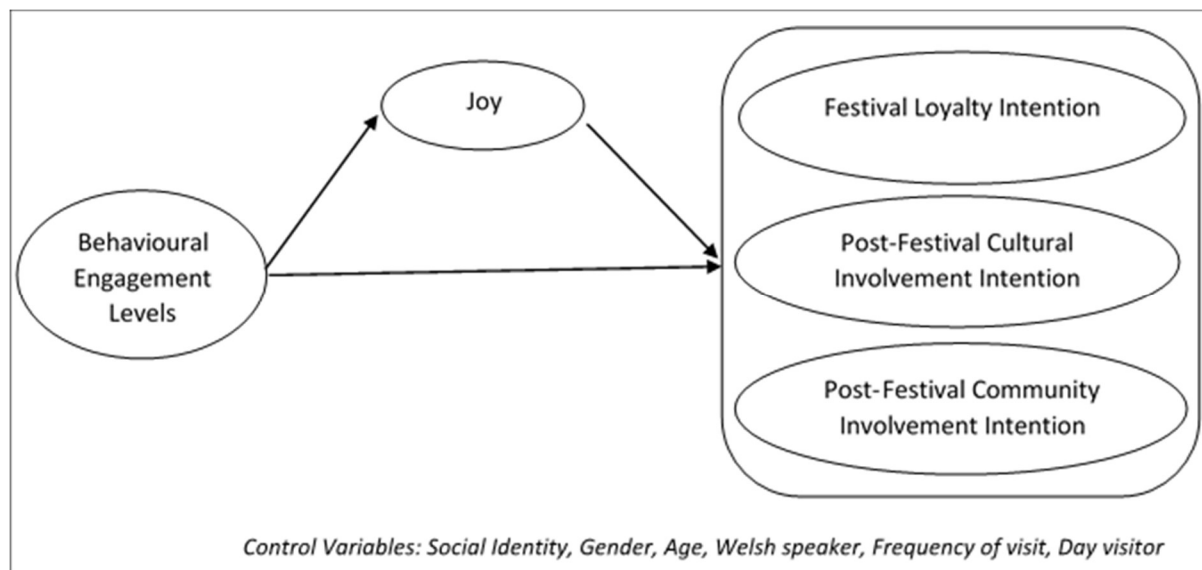 Joy
Behavioural
Engagement
Levels
Festival Loyalty Intention
Post-Festival Cultural
Involvement Intention
Post-Festival Community
Involvement Intention
Control Variables: Social Identity, Gender, Age, Welsh speaker, Frequency of visit, Day visitor